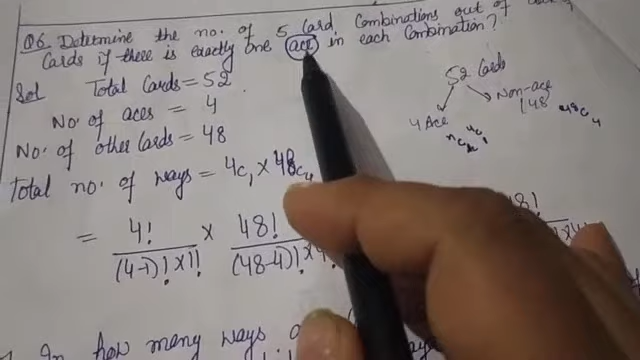 Q6. Determine the no. of 5 Card Combinations out of
Cards if there is exactly one ace in each Combination?
Sol Total Cards = 52
No. of aces = 4
No. of other Cards = 48
Total no. of ways = 4C1 × 48C4
= 4! / (4-1)! × 1! × 48! / (48-4)! ×
52 Cards
4 Ace
Non-ace
48
48C4
nCr
4C1
In how many ways